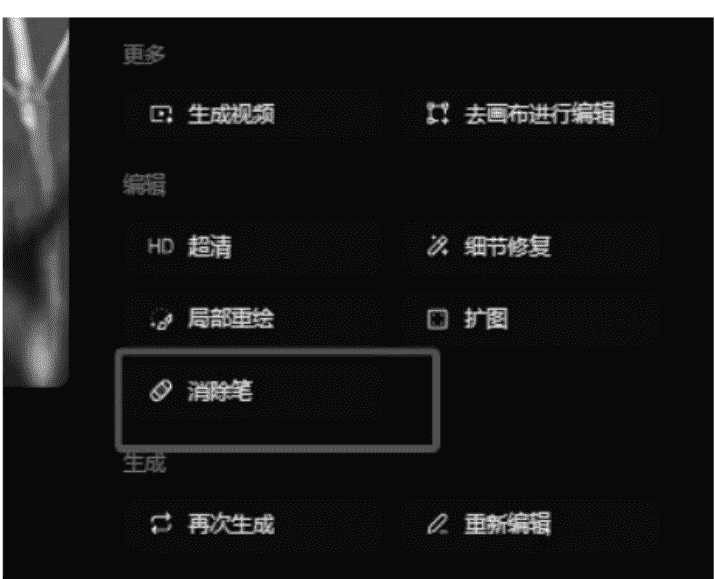 更多
生成视频 去画布进行编辑
编辑
HD 超清 细节修复
局部重绘 扩图
消除笔
生成
再次生成 重新编辑